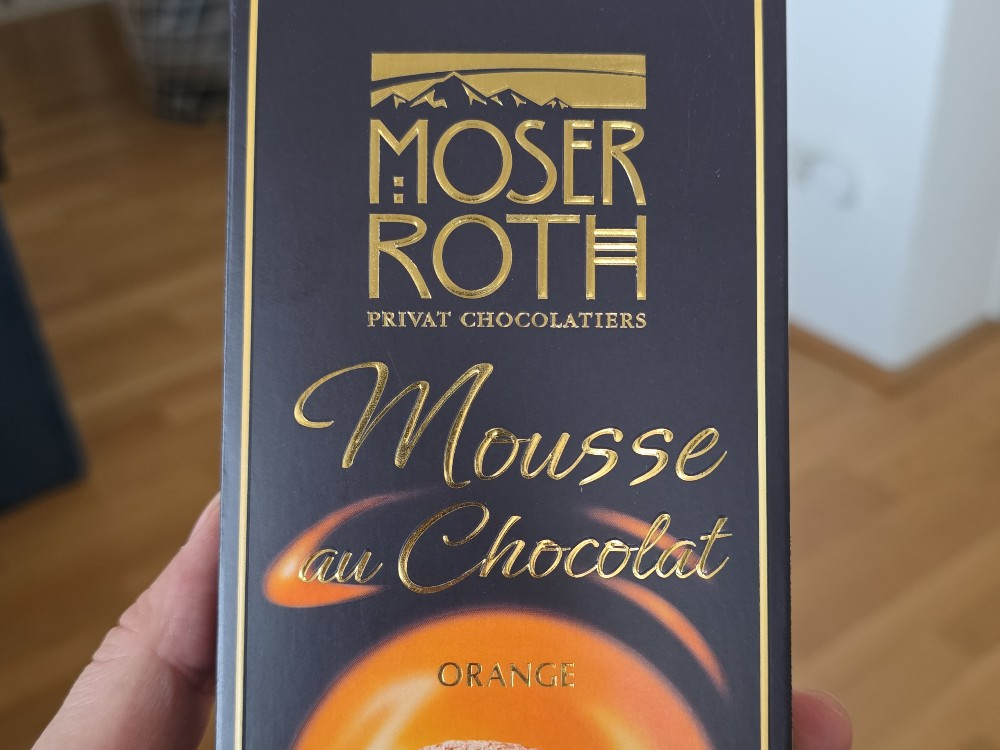 MOSER
ROTH
PRIVAT CHOCOLATIERS
Mousse
au Chocolat
ORANGE